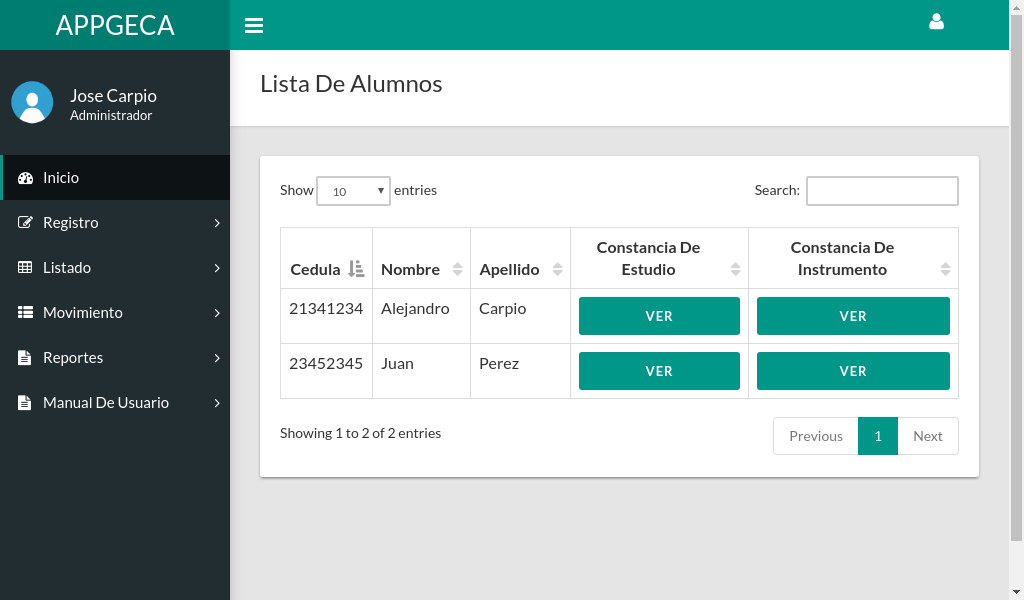 APPGECA
Jose Carpio
Administrador
Inicio
Registro
Listado
Movimiento
Reportes
Manual De Usuario
Lista De Alumnos
Show 10 entries
Search:
Cedula Nombre Apellido Constancia De Estudio Constancia De Instrumento
21341234 Alejandro Carpio VER VER
23452345 Juan Perez VER VER
Showing 1 to 2 of 2 entries
Previous 1 Next